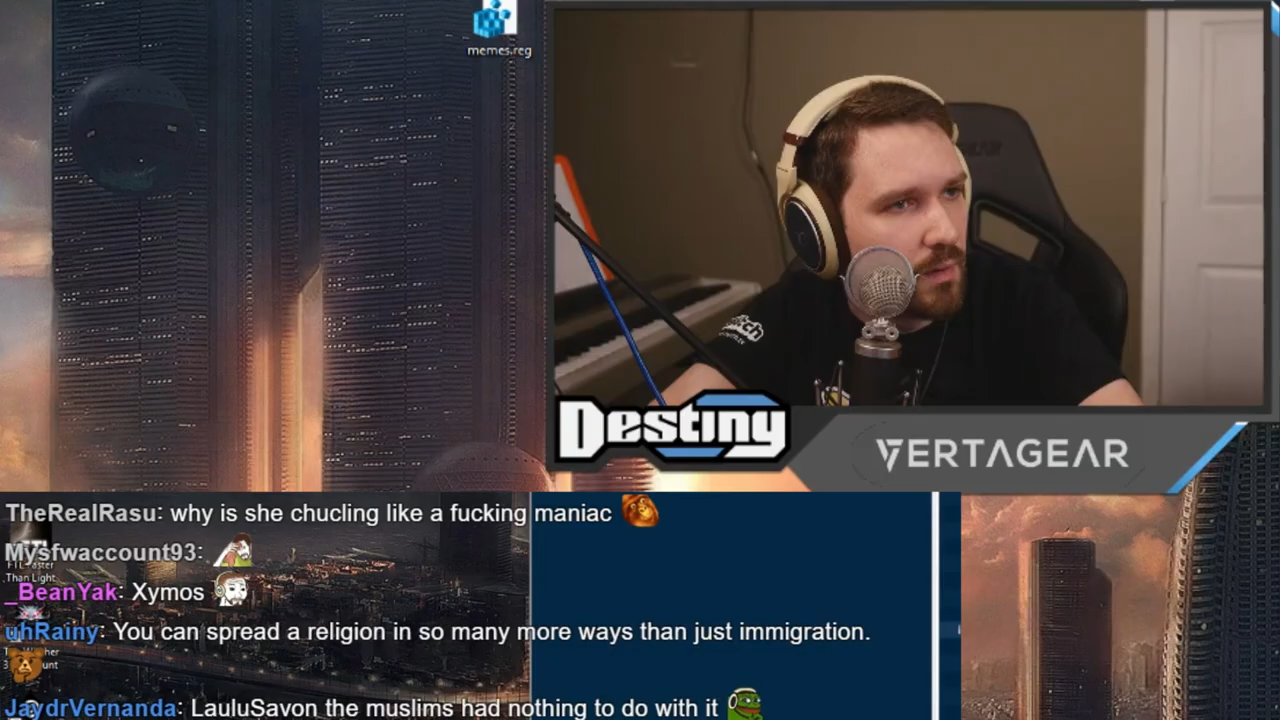 memes.reg
Destiny
VERTAGEAR
TheRealRasu: why is she chucling like a fucking maniac
Mysfwaccount93:
Than Light
_BeanYak: Xymos
uhRainy: You can spread a religion in so many more ways than just immigration.
JaydrVernanda: LauluSavon the muslims had nothing to do with it